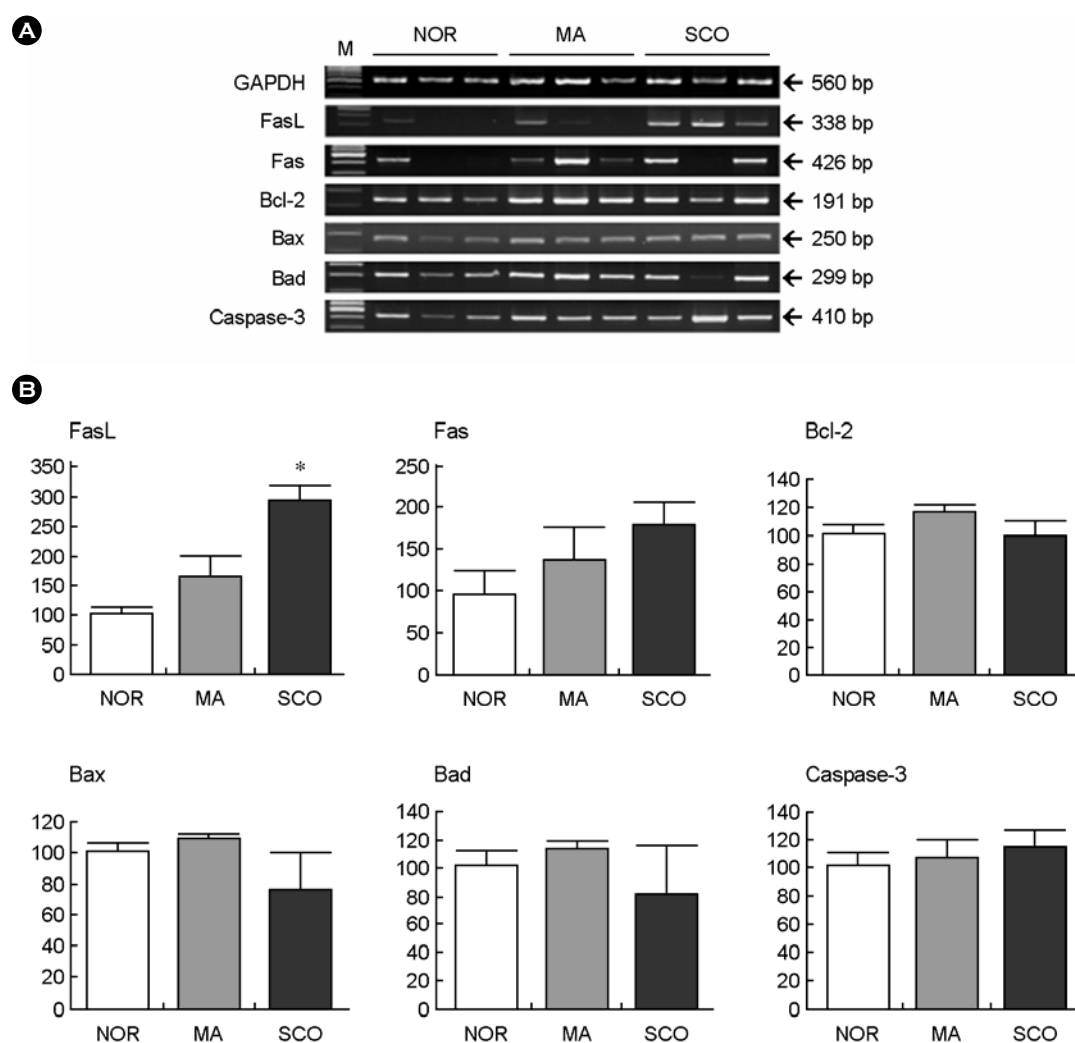 A
NOR MA SCO
M
GAPDH 560 bp
FasL 338 bp
Fas 426 bp
Bcl-2 191 bp
Bax 250 bp
Bad 299 bp
Caspase-3 410 bp
B
FasL
350
300
250
200
150
100
50
0
*
NOR MA SCO
Fas
250
200
150
100
50
0
NOR MA SCO
Bcl-2
140
120
100
80
60
40
20
0
NOR MA SCO
Bax
120
100
80
60
40
20
0
NOR MA SCO
Bad
140
120
100
80
60
40
20
0
NOR MA SCO
Caspase-3
140
120
100
80
60
40
20
0
NOR MA SCO